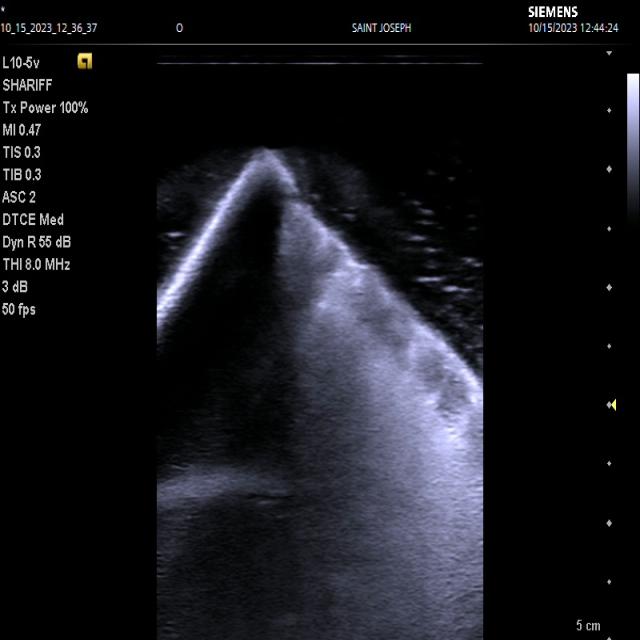 SIEMENS
10_15_2023_12_36_37 O SAINT JOSEPH 10/15/2023 12:44:24
L10-5v
SHARIFF
Tx Power 100%
MI 0.47
TIS 0.3
TIB 0.3
ASC 2
DTCE Med
Dyn R 55 dB
THI 8.0 MHz
3 dB
50 fps
5 cm